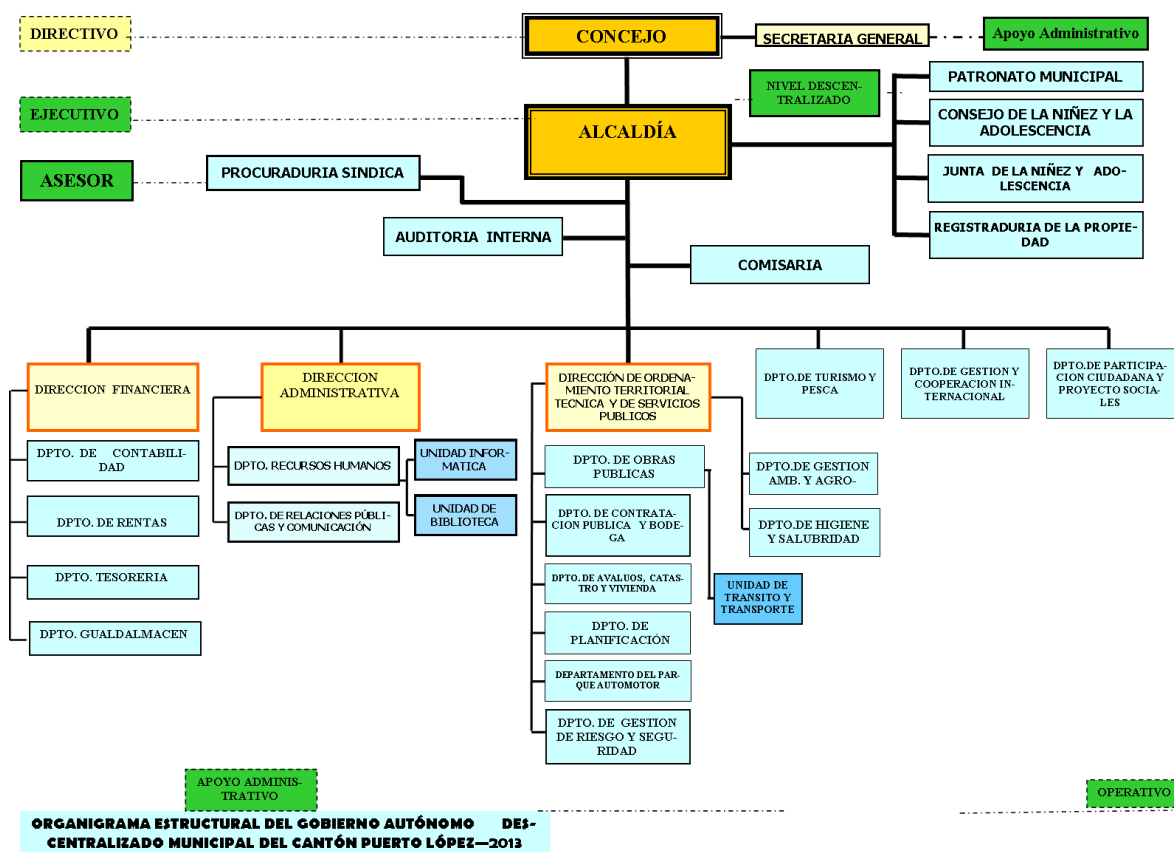 DIRECTIVO
CONCEJO
SECRETARIA GENERAL
Apoyo Administrativo
EJECUTIVO
ALCALDÍA
NIVEL DESCEN-
TRALIZADO
PATRONATO MUNICIPAL
CONSEJO DE LA NIÑEZ Y LA
ADOLESCENCIA
JUNTA DE LA NIÑEZ Y ADO-
LESCENCIA
REGISTRADURIA DE LA PROPIE-
DAD
ASESOR
PROCURADURIA SINDICA
AUDITORIA INTERNA
COMISARIA
DIRECCION FINANCIERA
DIRECCION
ADMINISTRATIVA
DIRECCIÓN DE ORDENA-
MIENTO TERRITORIAL
TECNICA Y DE SERVICIOS
PUBLICOS
DPTO.DE TURISMO Y
PESCA
DPTO.DE GESTION Y
COOPERACION IN-
TERNACIONAL
DPTO.DE PARTICIPA-
CION CIUDADANA Y
PROYECTO SOCIA-
LES
DPTO. DE CONTABILI-
DAD
DPTO. DE RENTAS
DPTO. TESORERIA
DPTO. GUALDALMACEN
DPTO. RECURSOS HUMANOS
DPTO. DE RELACIONES PÚBLI-
CAS Y COMUNICACIÓN
UNIDAD INFOR-
MATICA
UNIDAD DE
BIBLIOTECA
DPTO. DE OBRAS
PUBLICAS
DPTO. DE CONTRATA-
CION PUBLICA Y BODE-
GA
DPTO. DE AVALUOS, CATAS-
TRO Y VIVIENDA
DPTO. DE
PLANIFICACIÓN
DEPARTAMENTO DEL PAR-
QUE AUTOMOTOR
DPTO. DE GESTION
DE RIESGO Y SEGU-
RIDAD
UNIDAD DE
TRANSITO Y
TRANSPORTE
DPTO.DE GESTION
AMB. Y AGRO-
DPTO.DE HIGIENE
Y SALUBRIDAD
APOYO ADMINIS-
TRATIVO
OPERATIVO
ORGANIGRAMA ESTRUCTURAL DEL GOBIERNO AUTÓNOMO DES-
CENTRALIZADO MUNICIPAL DEL CANTÓN PUERTO LÓPEZ—2013